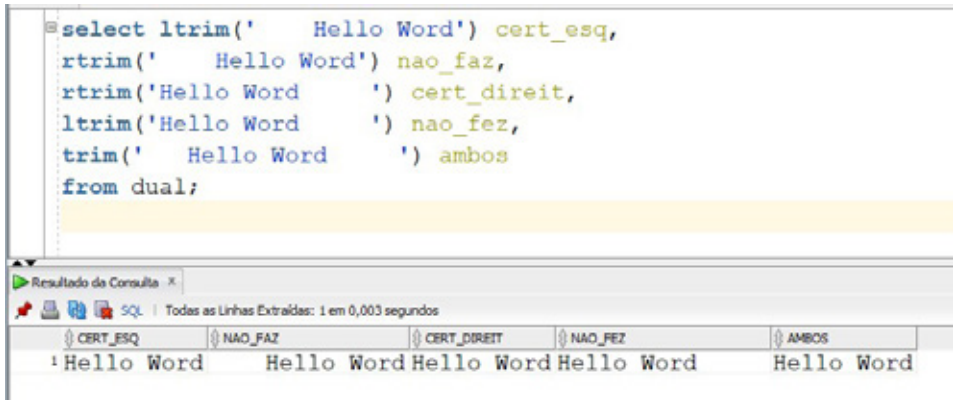 select ltrim('    Hello Word') cert_esq,
rtrim('    Hello Word') nao_faz,
rtrim('Hello Word      ') cert_direit,
ltrim('Hello Word      ') nao_fez,
trim('   Hello Word      ') ambos
from dual;
Resultado da Consulta ×
SQL | Todas as Linhas Extraídas: 1 em 0,003 segundos
CERT_ESQ NAO_FAZ CERT_DIREIT NAO_FEZ AMBOS
1 Hello Word     Hello Word Hello Word Hello Word       Hello Word